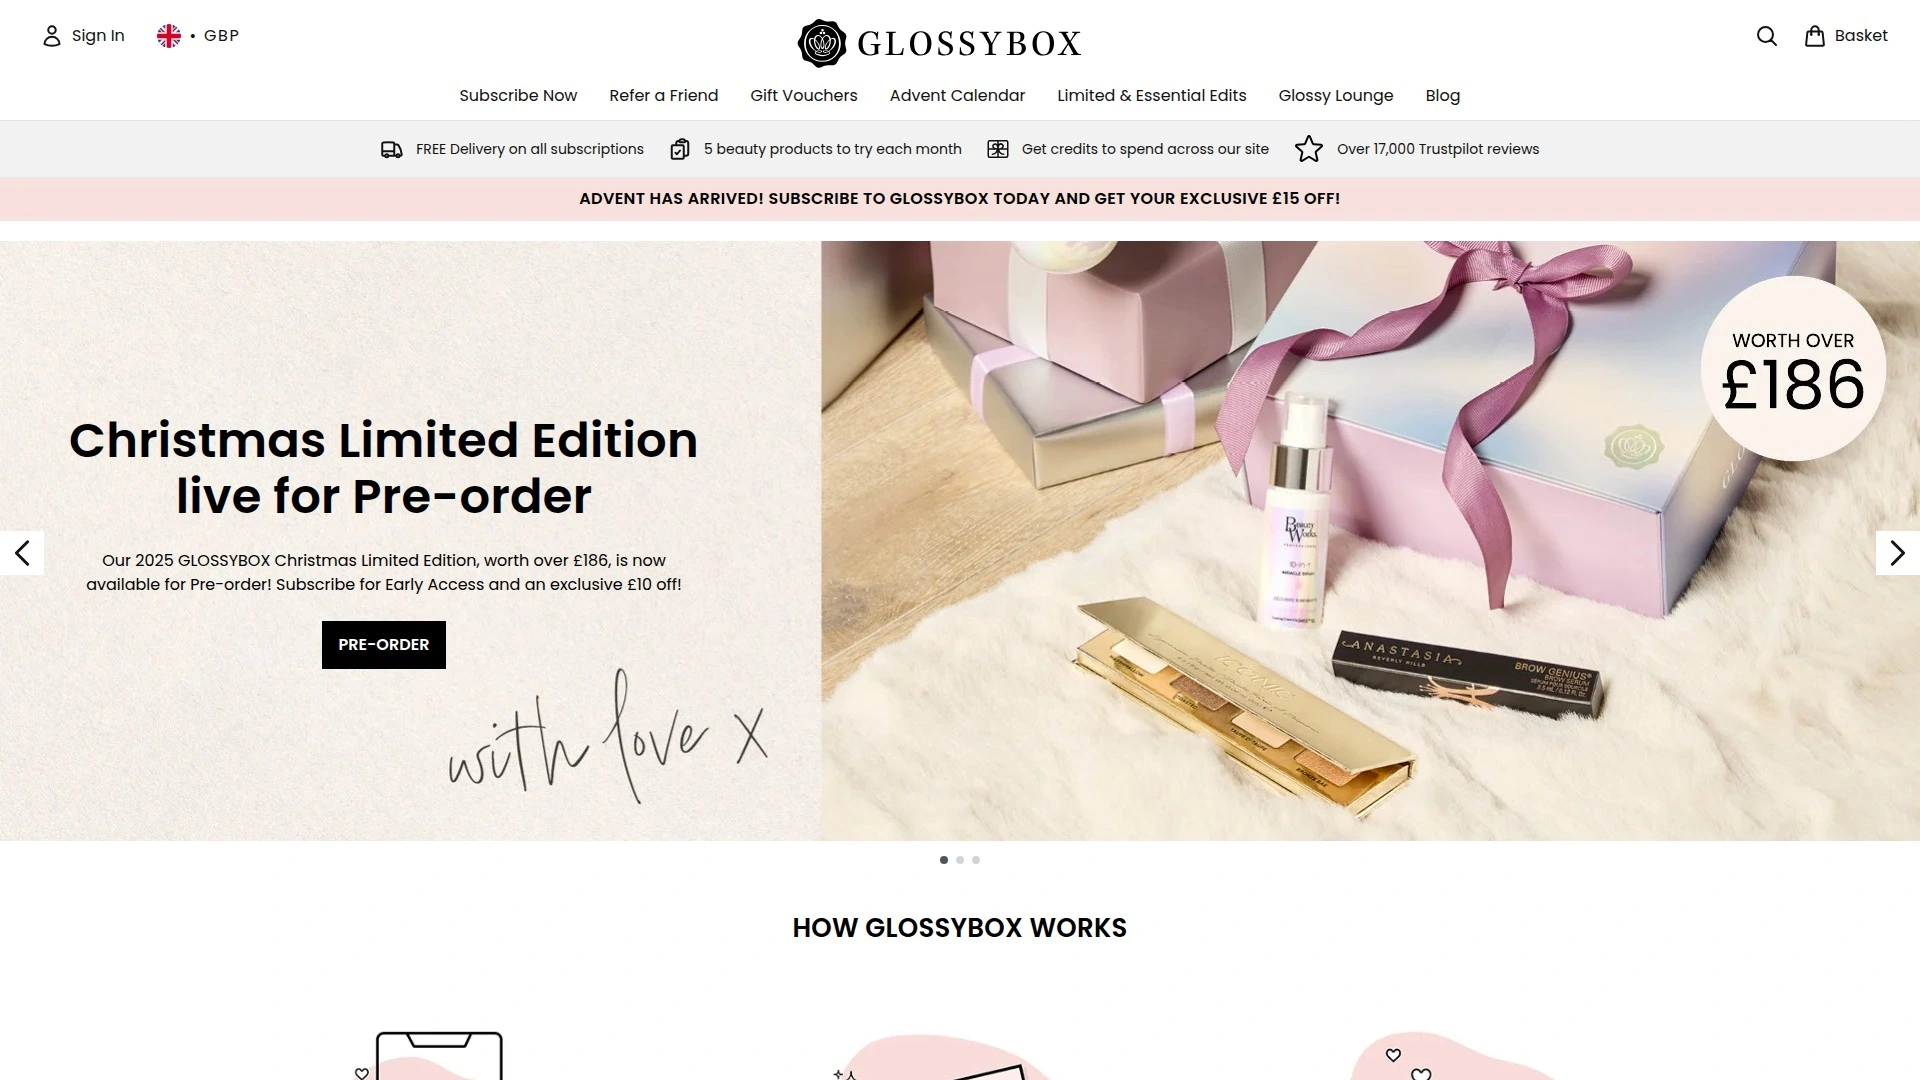 Sign In
• GBP
GLOSSYBOX
Basket
Subscribe Now
Refer a Friend
Gift Vouchers
Advent Calendar
Limited & Essential Edits
Glossy Lounge
Blog
FREE Delivery on all subscriptions
5 beauty products to try each month
Get credits to spend across our site
Over 17,000 Trustpilot reviews
ADVENT HAS ARRIVED! SUBSCRIBE TO GLOSSYBOX TODAY AND GET YOUR EXCLUSIVE £15 OFF!
Christmas Limited Edition
live for Pre-order
Our 2025 GLOSSYBOX Christmas Limited Edition, worth over £186, is now
available for Pre-order! Subscribe for Early Access and an exclusive £10 off!
PRE-ORDER
with love x
WORTH OVER
£186
Beauty
Works
10-in-1
ICONIC
ANASTASIA
BEVERLY HILLS
BROW GENIUS
BROW SERUM
HOW GLOSSYBOX WORKS